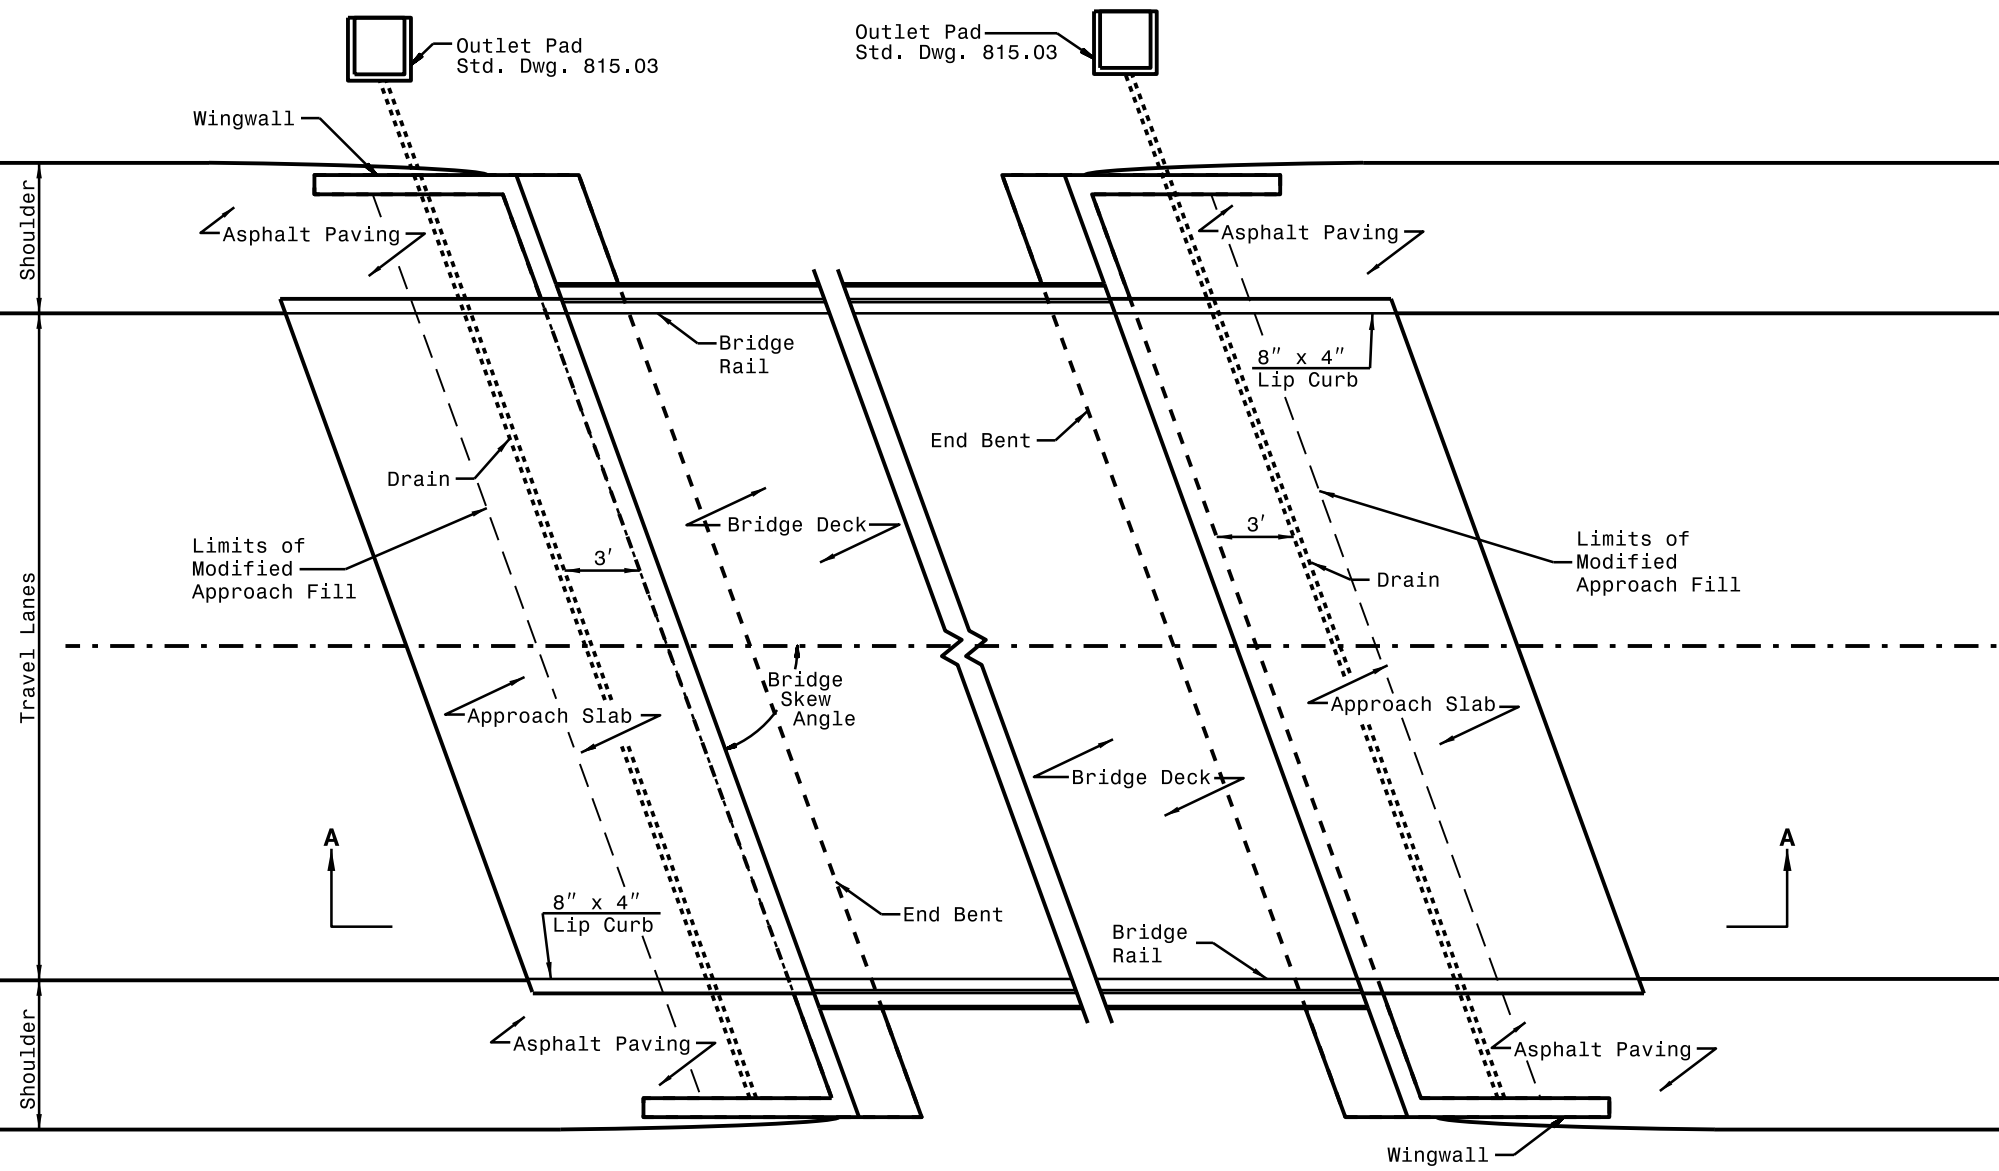 Outlet Pad
Std. Dwg. 815.03
Outlet Pad
Std. Dwg. 815.03
Wingwall
Shoulder
Asphalt Paving
Asphalt Paving
Bridge
Rail
8″ x 4″
Lip Curb
End Bent
Drain
Bridge Deck
Limits of
Modified
Approach Fill
3′
3′
Limits of
Modified
Approach Fill
Drain
Travel Lanes
Bridge
Skew
Angle
Approach Slab
Approach Slab
Bridge Deck
A
A
8″ x 4″
Lip Curb
End Bent
Bridge
Rail
Shoulder
Asphalt Paving
Asphalt Paving
Wingwall